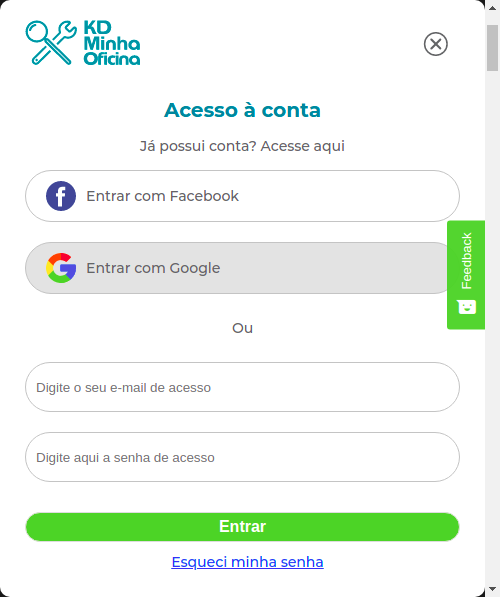 KD
Minha
Oficina
Acesso à conta
Já possui conta? Acesse aqui
Entrar com Facebook
Entrar com Google
Feedback
Ou
Digite o seu e-mail de acesso
Digite aqui a senha de acesso
Entrar
Esqueci minha senha